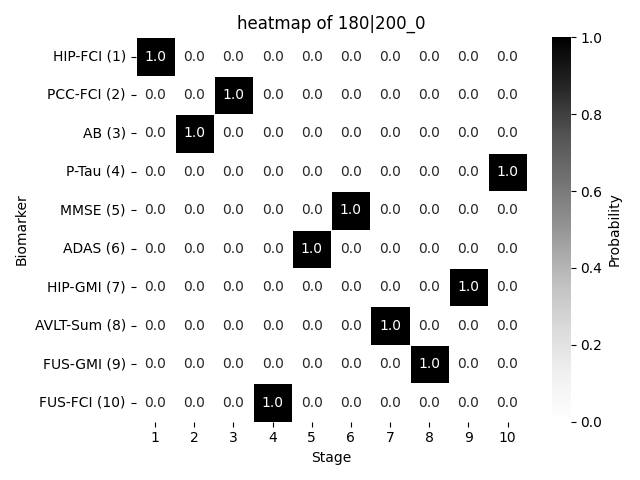 heatmap of 180|200_0
HIP-FCI (1) 1.0 0.0 0.0 0.0 0.0 0.0 0.0 0.0 0.0 0.0
PCC-FCI (2) 0.0 0.0 1.0 0.0 0.0 0.0 0.0 0.0 0.0 0.0
AB (3) 0.0 1.0 0.0 0.0 0.0 0.0 0.0 0.0 0.0 0.0
P-Tau (4) 0.0 0.0 0.0 0.0 0.0 0.0 0.0 0.0 0.0 1.0
MMSE (5) 0.0 0.0 0.0 0.0 0.0 1.0 0.0 0.0 0.0 0.0
ADAS (6) 0.0 0.0 0.0 0.0 1.0 0.0 0.0 0.0 0.0 0.0
HIP-GMI (7) 0.0 0.0 0.0 0.0 0.0 0.0 0.0 0.0 1.0 0.0
AVLT-Sum (8) 0.0 0.0 0.0 0.0 0.0 0.0 1.0 0.0 0.0 0.0
FUS-GMI (9) 0.0 0.0 0.0 0.0 0.0 0.0 0.0 1.0 0.0 0.0
FUS-FCI (10) 0.0 0.0 0.0 1.0 0.0 0.0 0.0 0.0 0.0 0.0
1 2 3 4 5 6 7 8 9 10
Stage
Biomarker
1.0
0.8
0.6
0.4
0.2
0.0
Probability